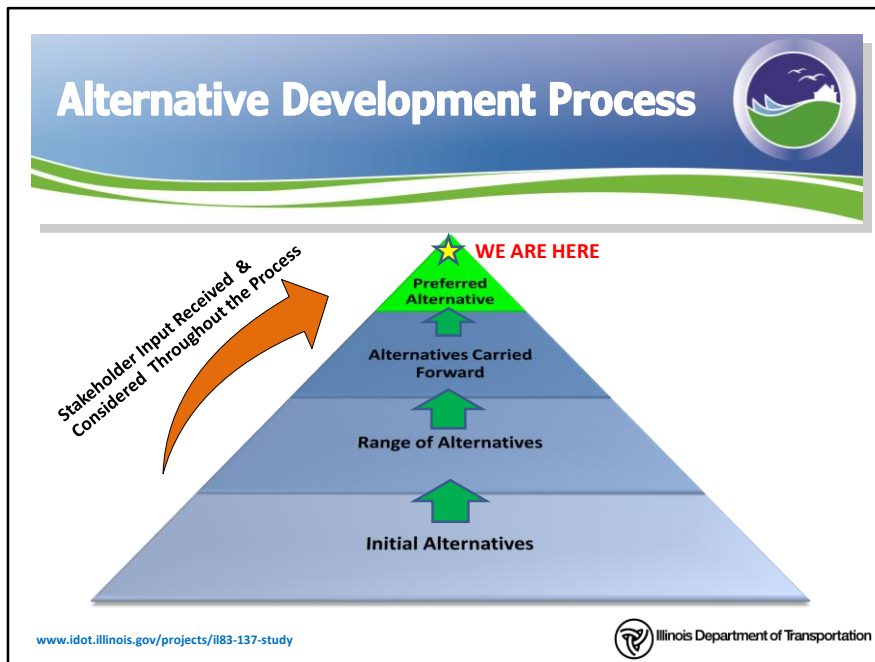 Alternative Development Process
WE ARE HERE
Stakeholder Input Received &
Considered Throughout the Process
Preferred
Alternative
Alternatives Carried
Forward
Range of Alternatives
Initial Alternatives
www.idot.illinois.gov/projects/il83-137-study
Illinois Department of Transportation